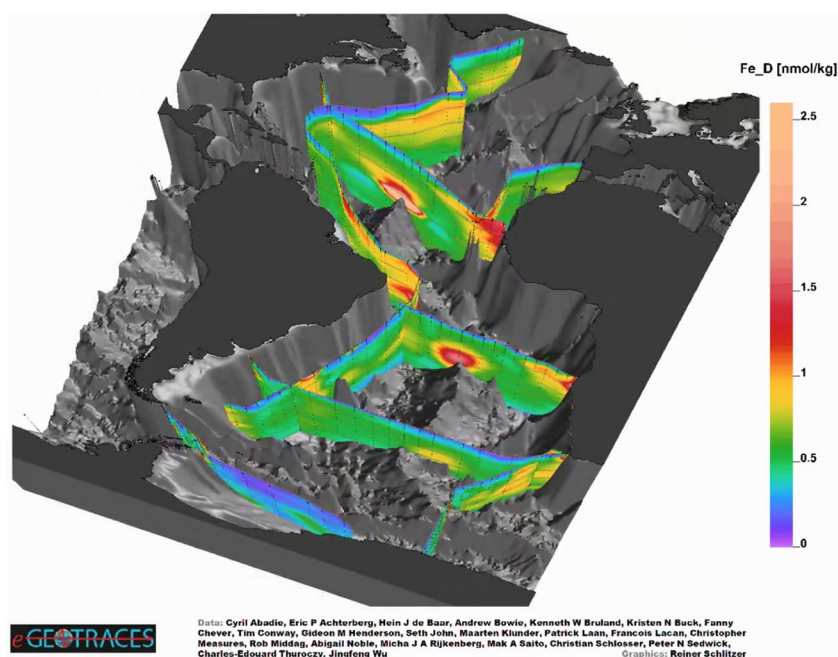 Fe_D [nmol/kg]
2.5
2
1.5
1
0.5
0
eGEOTRACES
Data: Cyril Abadie, Eric P Achterberg, Hein J de Baar, Andrew Bowie, Kenneth W Bruland, Kristen N Buck, Fanny
Chever, Tim Conway, Gideon M Henderson, Seth John, Maarten Klunder, Patrick Laan, Francois Lacan, Christopher
Measures, Rob Middag, Abigail Noble, Micha J A Rijkenberg, Mak A Saito, Christian Schlosser, Peter N Sedwick,
Charles-Edouard Thuroczy, Jingfeng Wu
Graphics: Reiner Schlitzer